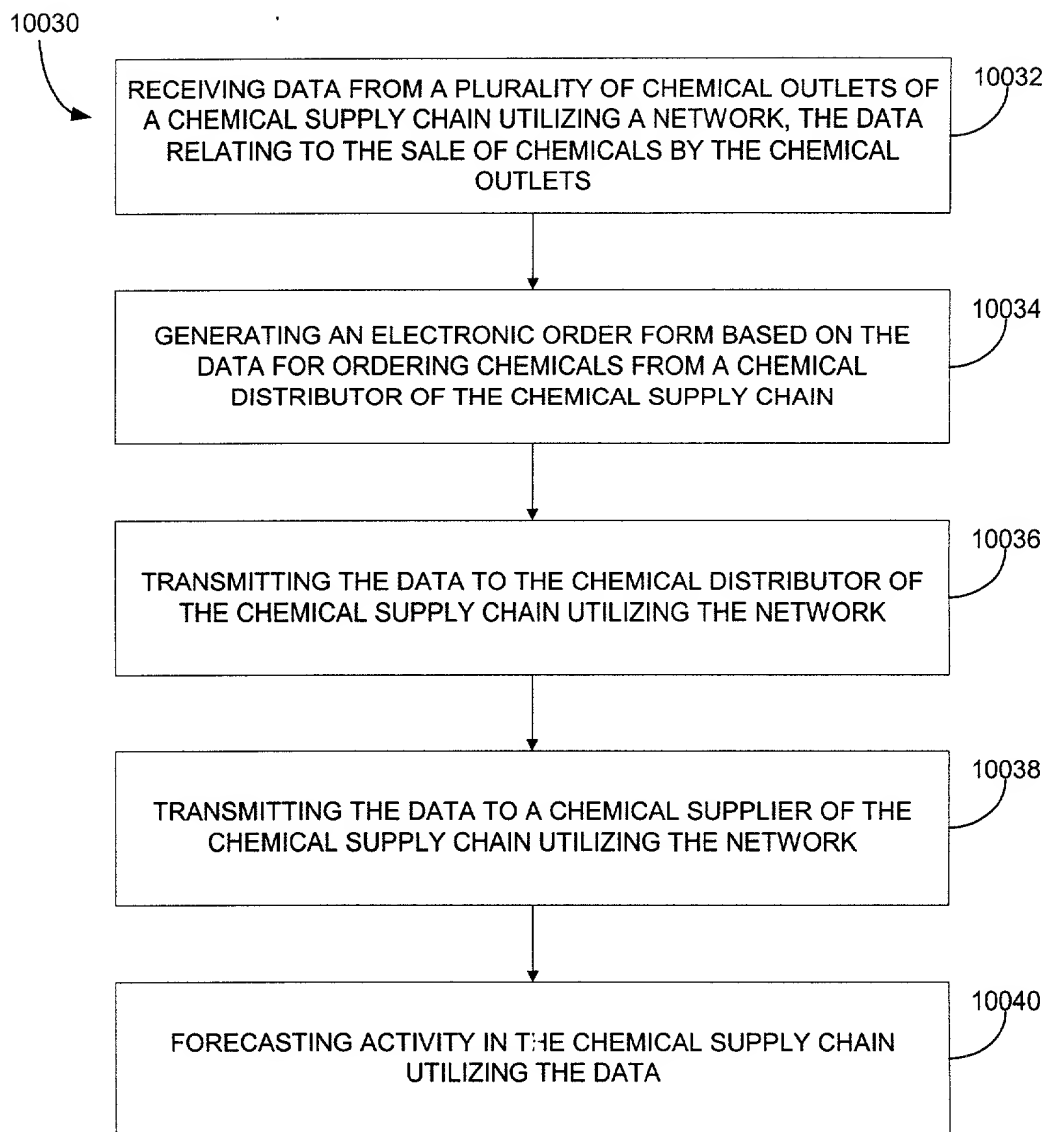 10030
10032
RECEIVING DATA FROM A PLURALITY OF CHEMICAL OUTLETS OF
A CHEMICAL SUPPLY CHAIN UTILIZING A NETWORK, THE DATA
RELATING TO THE SALE OF CHEMICALS BY THE CHEMICAL
OUTLETS
10034
GENERATING AN ELECTRONIC ORDER FORM BASED ON THE
DATA FOR ORDERING CHEMICALS FROM A CHEMICAL
DISTRIBUTOR OF THE CHEMICAL SUPPLY CHAIN
10036
TRANSMITTING THE DATA TO THE CHEMICAL DISTRIBUTOR OF
THE CHEMICAL SUPPLY CHAIN UTILIZING THE NETWORK
10038
TRANSMITTING THE DATA TO A CHEMICAL SUPPLIER OF THE
CHEMICAL SUPPLY CHAIN UTILIZING THE NETWORK
10040
FORECASTING ACTIVITY IN THE CHEMICAL SUPPLY CHAIN
UTILIZING THE DATA